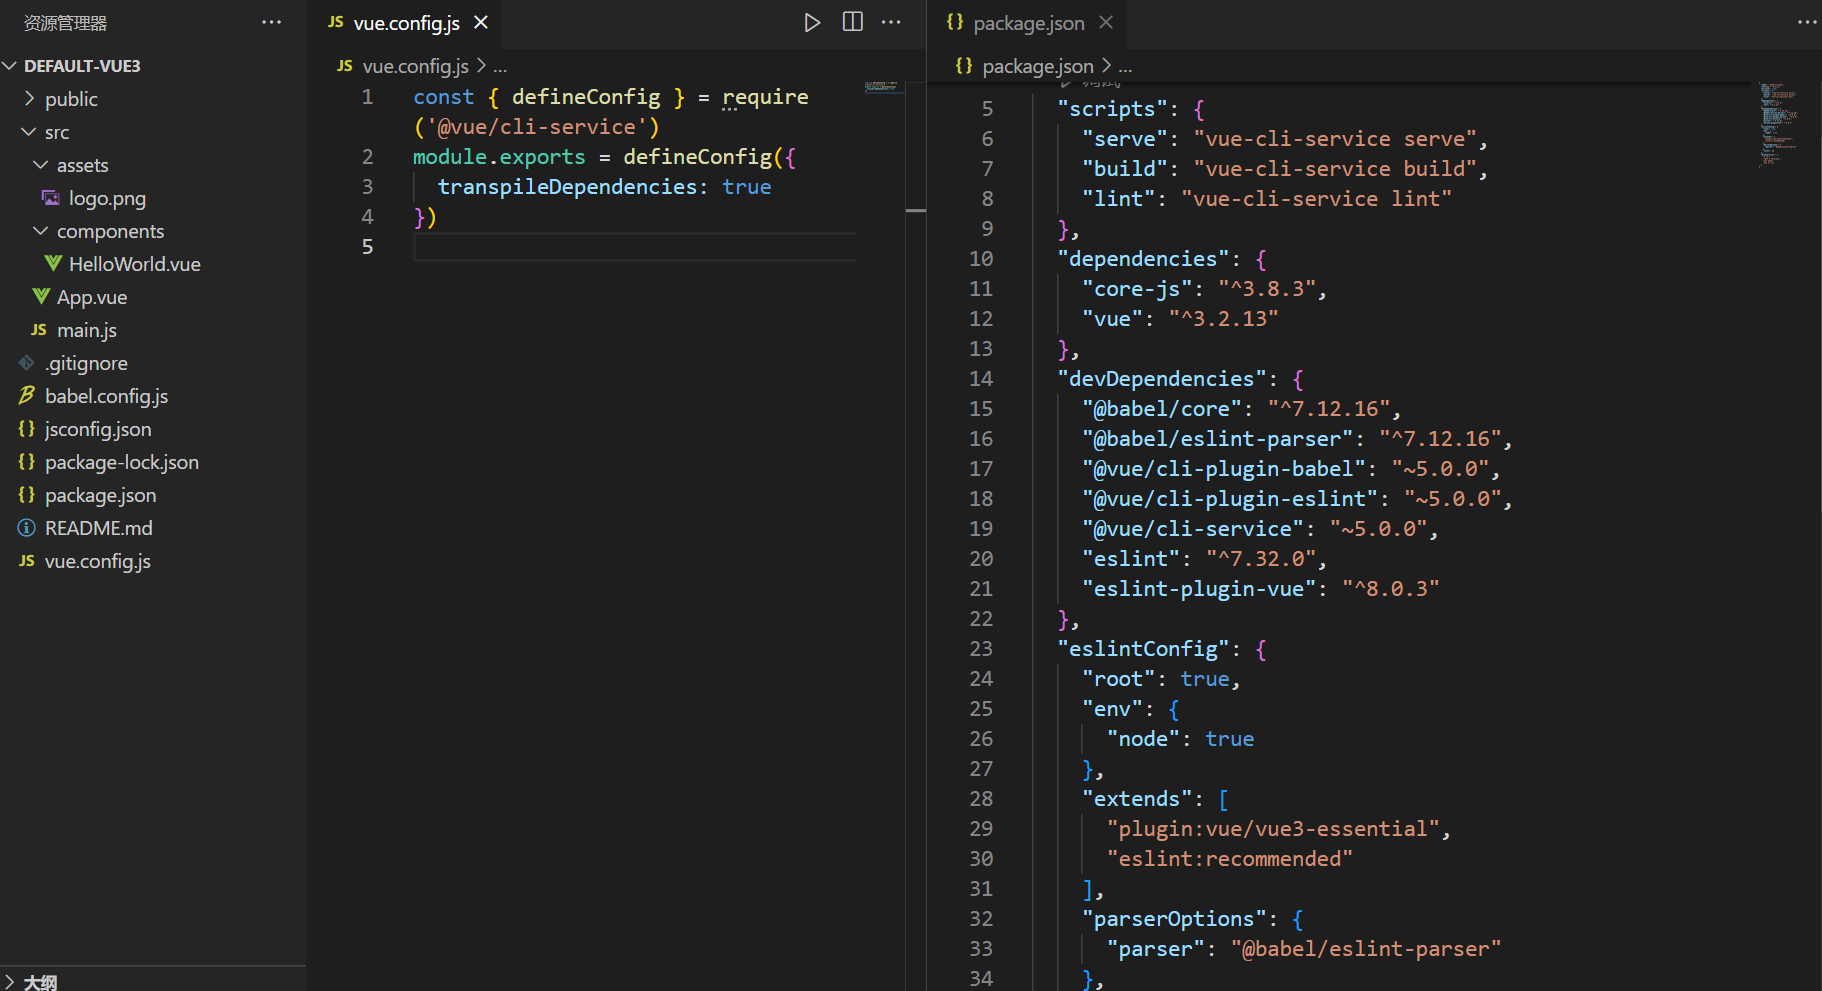 资源管理器
DEFAULT-VUE3
public
src
assets
logo.png
components
HelloWorld.vue
App.vue
JS main.js
.gitignore
babel.config.js
{} jsconfig.json
{} package-lock.json
{} package.json
README.md
JS vue.config.js
大纲
JS vue.config.js
JS vue.config.js > ...
1 const { defineConfig } = require
('@vue/cli-service')
2 module.exports = defineConfig({
3 transpileDependencies: true
4 })
5
{} package.json
{} package.json > ...
5 "scripts": {
6 "serve": "vue-cli-service serve",
7 "build": "vue-cli-service build",
8 "lint": "vue-cli-service lint"
9 },
10 "dependencies": {
11 "core-js": "^3.8.3",
12 "vue": "^3.2.13"
13 },
14 "devDependencies": {
15 "@babel/core": "^7.12.16",
16 "@babel/eslint-parser": "^7.12.16",
17 "@vue/cli-plugin-babel": "~5.0.0",
18 "@vue/cli-plugin-eslint": "~5.0.0",
19 "@vue/cli-service": "~5.0.0",
20 "eslint": "^7.32.0",
21 "eslint-plugin-vue": "^8.0.3"
22 },
23 "eslintConfig": {
24 "root": true,
25 "env": {
26 "node": true
27 },
28 "extends": [
29 "plugin:vue/vue3-essential",
30 "eslint:recommended"
31 ],
32 "parserOptions": {
33 "parser": "@babel/eslint-parser"
34 },